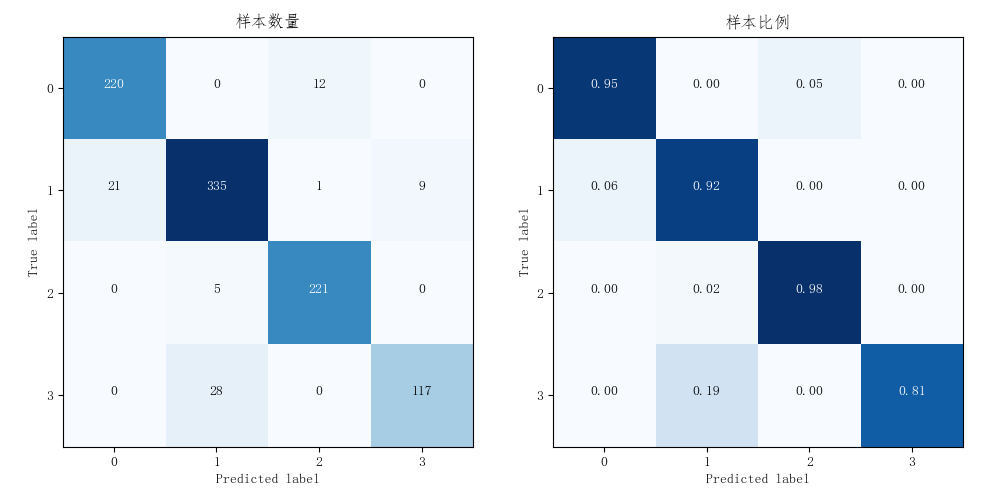 样本数量
220 0 12 0
21 335 1 9
0 5 221 0
0 28 0 117
0
1
2
3
True label
0 1 2 3
Predicted label
样本比例
0.95 0.00 0.05 0.00
0.06 0.92 0.00 0.00
0.00 0.02 0.98 0.00
0.00 0.19 0.00 0.81
0
1
2
3
True label
0 1 2 3
Predicted label